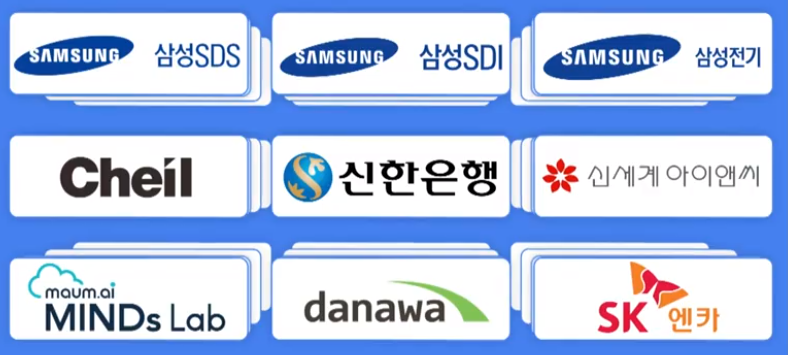 SAMSUNG 삼성SDS
SAMSUNG 삼성SDI
SAMSUNG 삼성전기
Cheil
신한은행
신세계 아이앤씨
maum.ai
MINDs Lab
danawa
SK 엔카